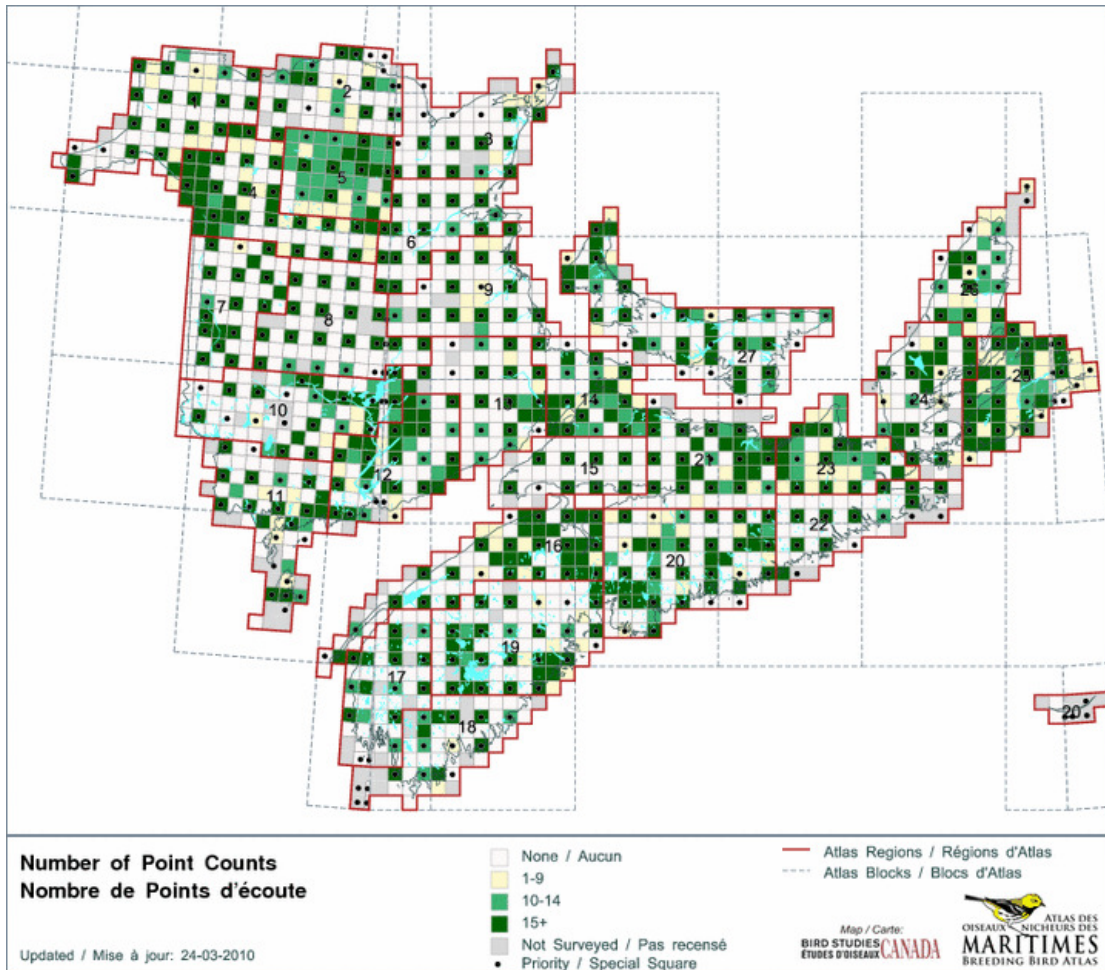 1
2
3
4
5
6
7
8
9
10
11
12
13
14
15
16
17
18
19
20
21
22
23
24
25
26
27
20
Number of Point Counts
Nombre de Points d'écoute
Updated / Mise à jour: 24-03-2010
None / Aucun
1-9
10-14
15+
Not Surveyed / Pas recensé
Priority / Special Square
Atlas Regions / Régions d'Atlas
Atlas Blocks / Blocs d'Atlas
Map / Carte:
BIRD STUDIES
ÉTUDES D'OISEAUX CANADA
ATLAS DES
OISEAUX NICHEURS DES
MARITIMES
BREEDING BIRD ATLAS